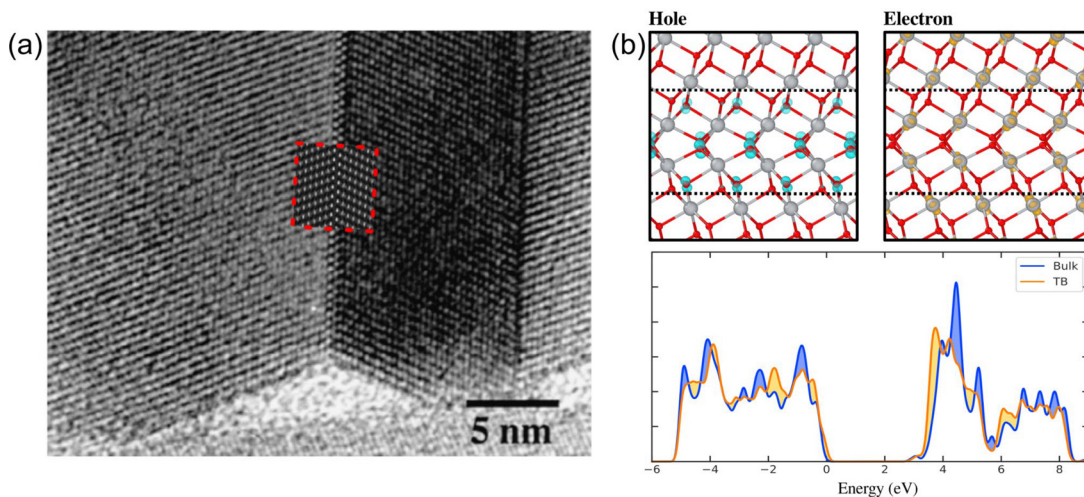 (a)
5 nm
(b)
Hole
Electron
Bulk
TB
−6
−4
−2
0
2
4
6
8
Energy (eV)